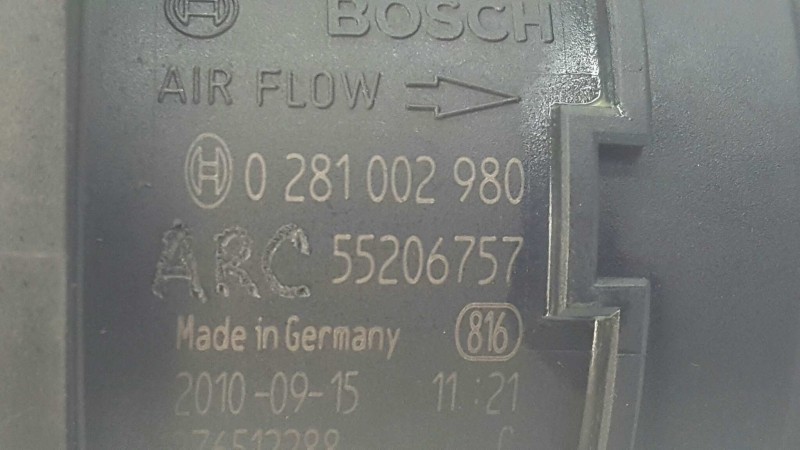 BOSCH
AIR FLOW
0 281 002 980
ARC 55206757
Made in Germany 816
2010-09-15 11:21